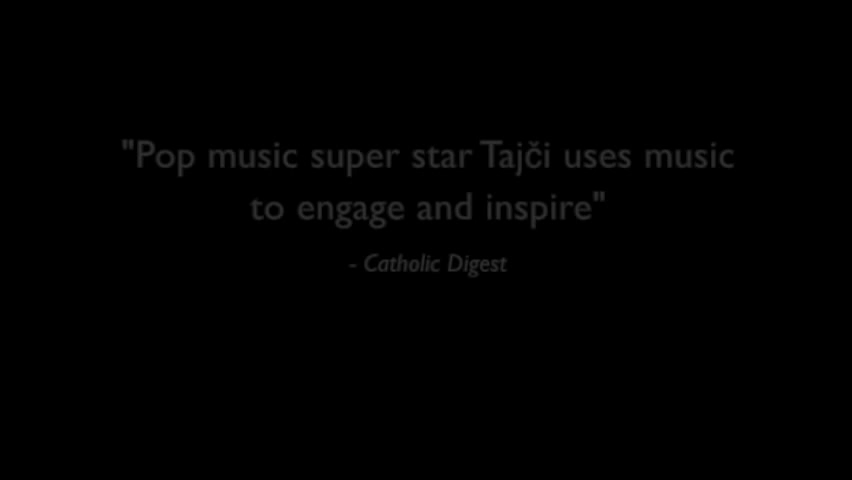 "Pop music super star Tajči uses music
to engage and inspire"
- Catholic Digest